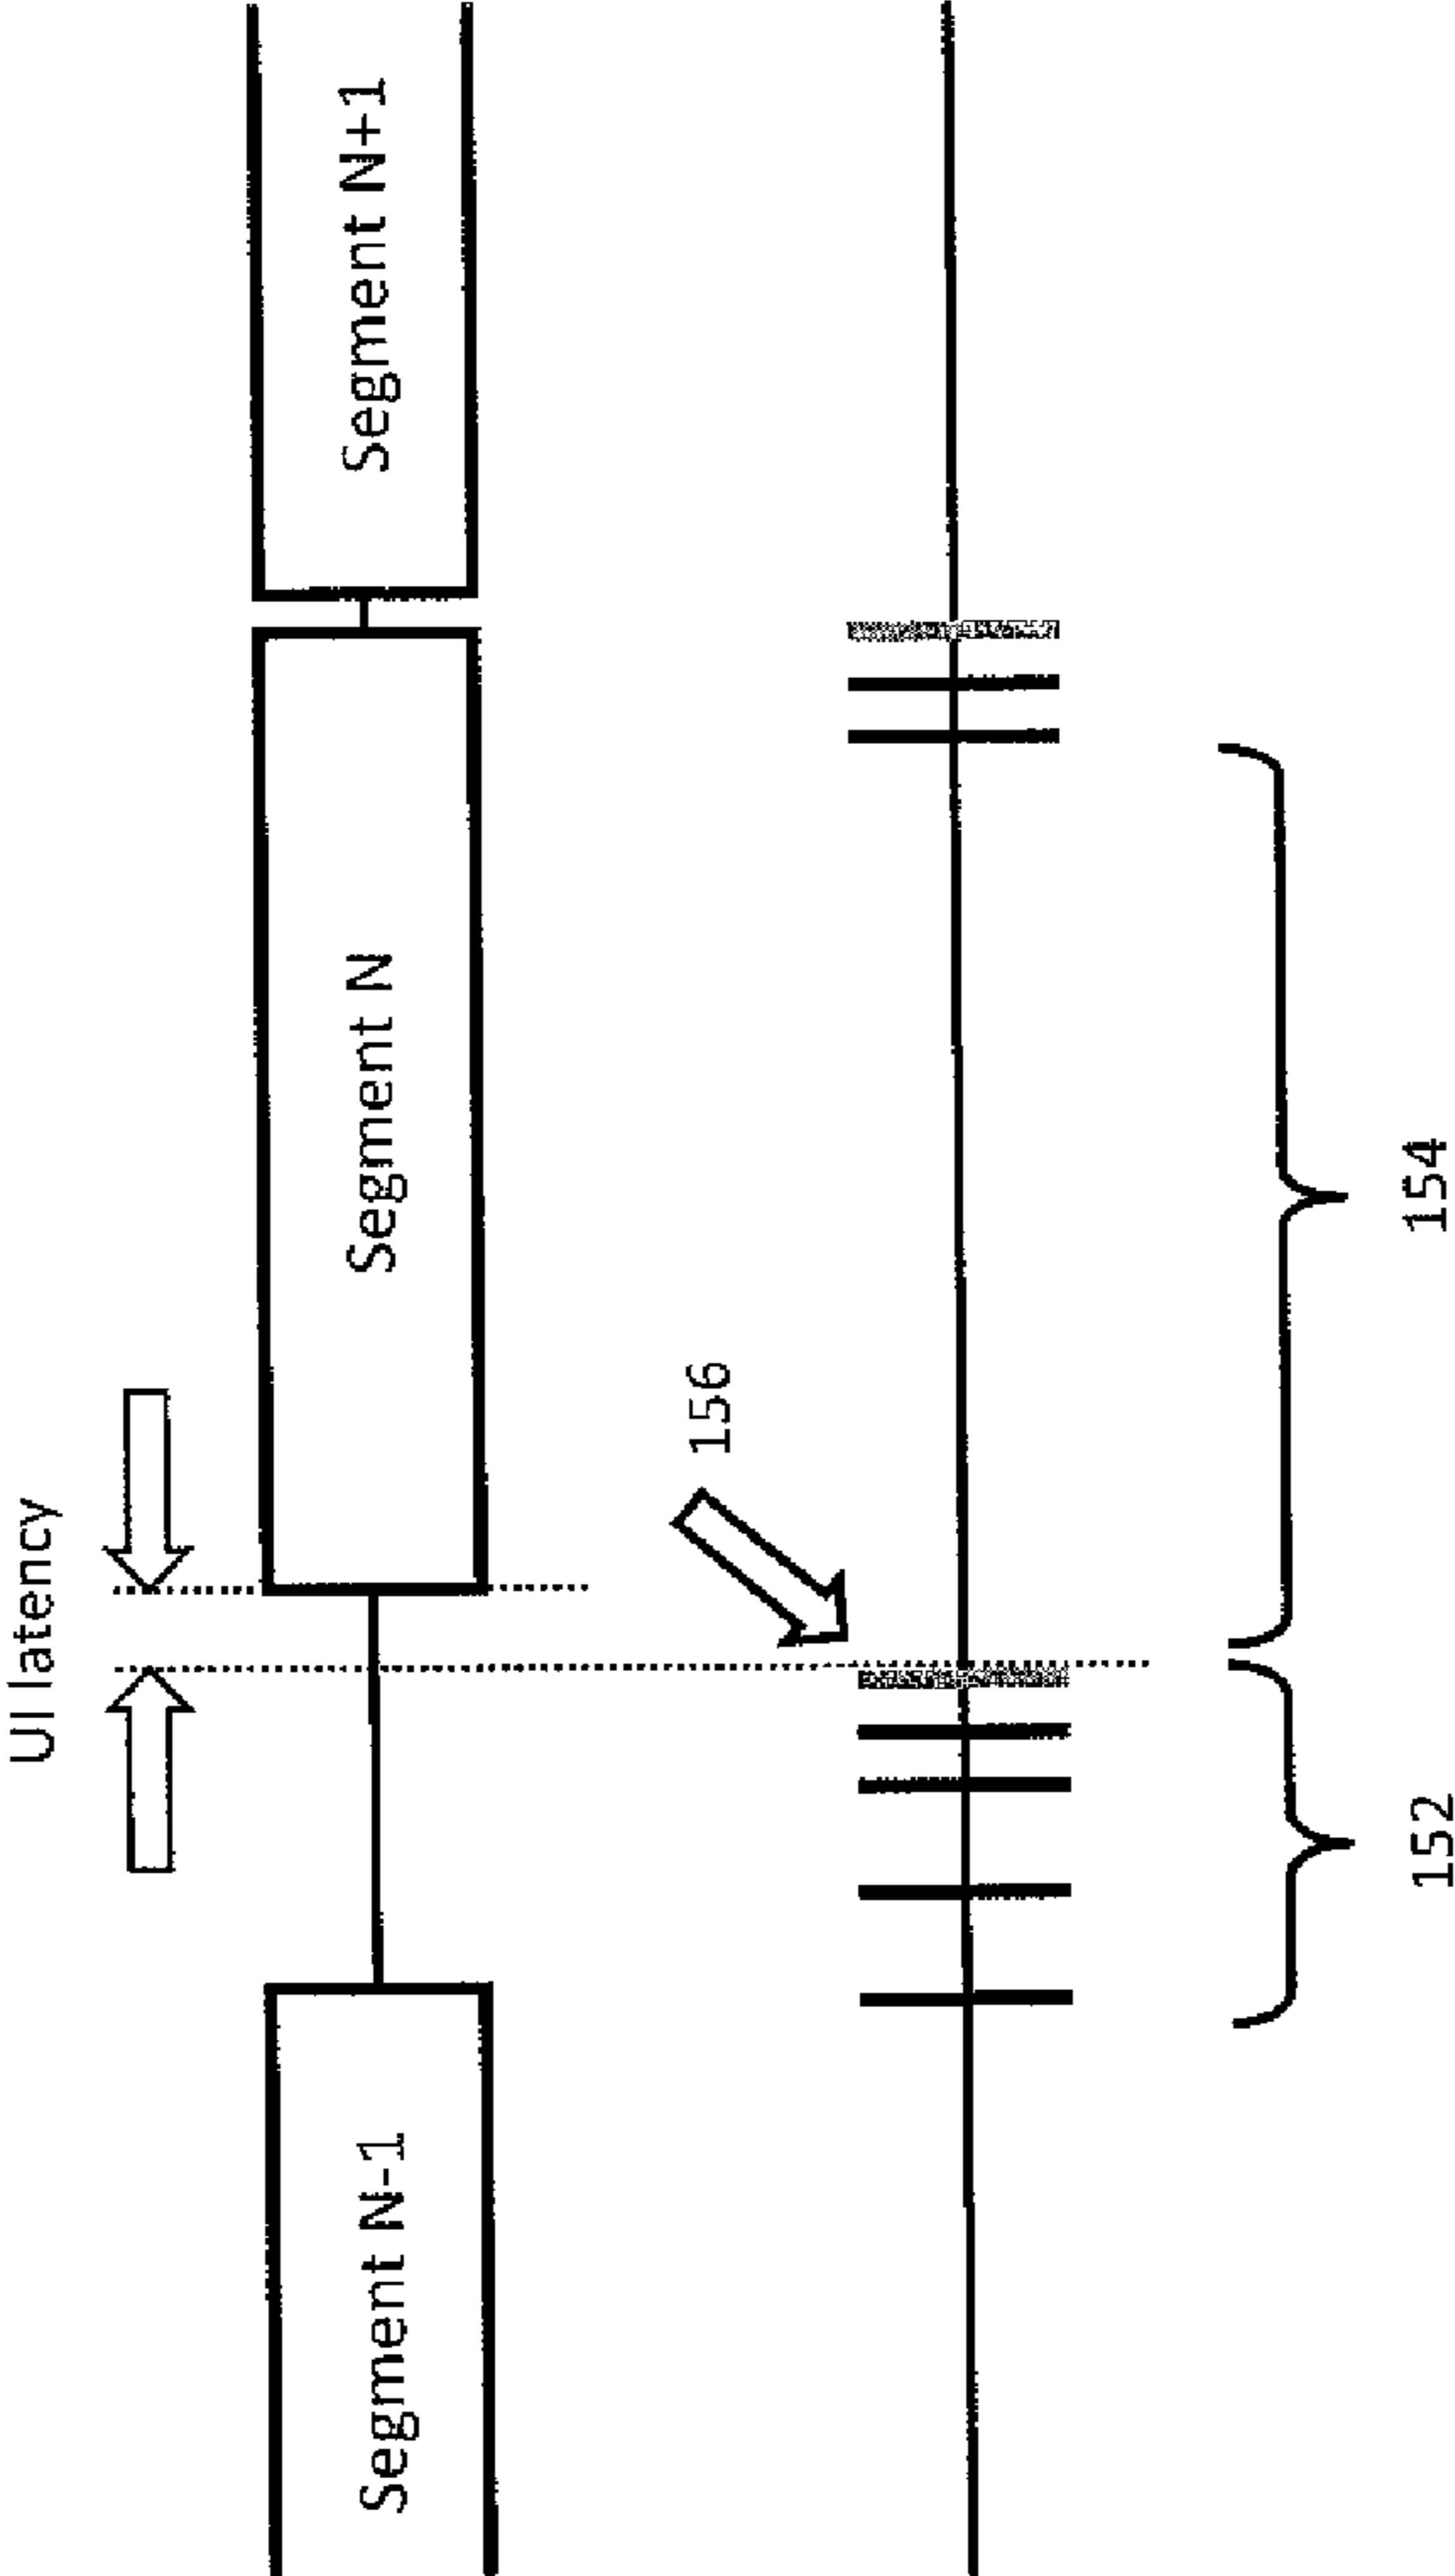 UI latency
Segment N-1
Segment N
Segment N+1
156
152
154